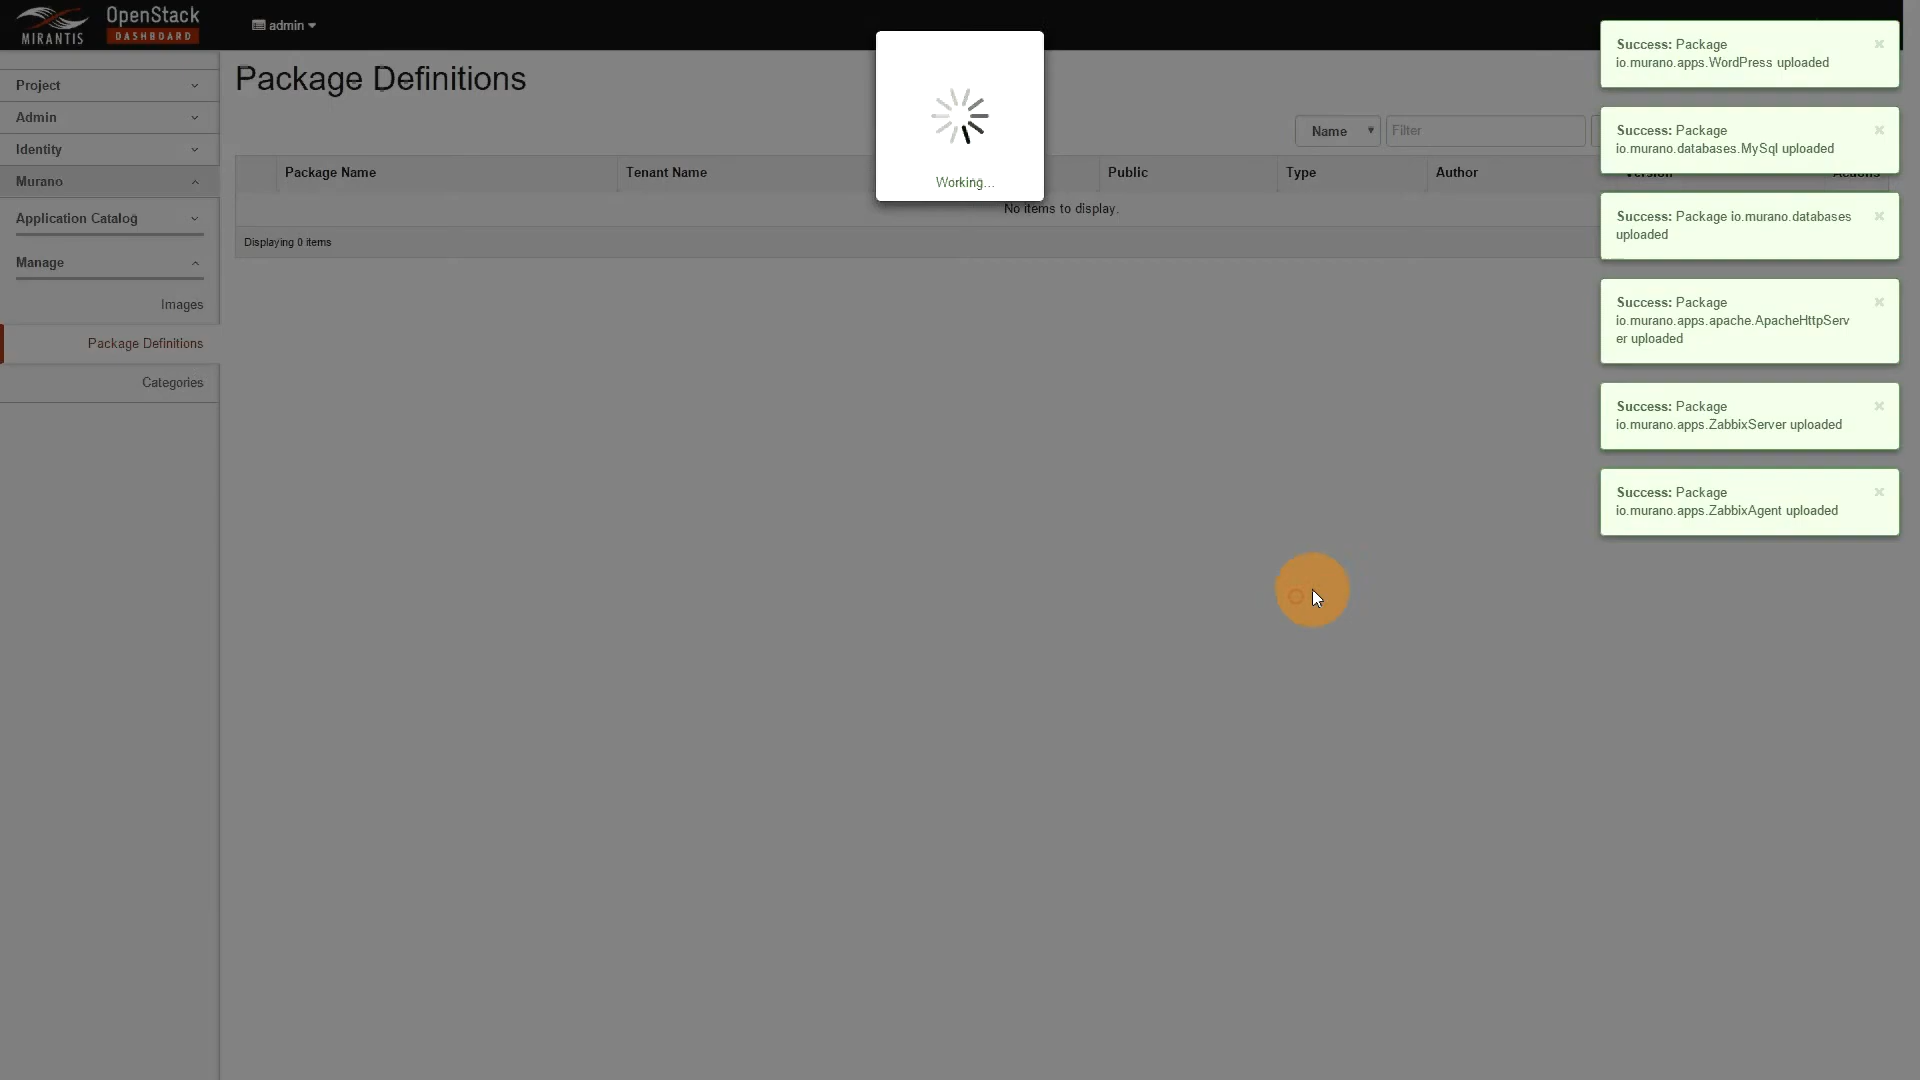 MIRANTIS
OpenStack
DASHBOARD
admin
Project
Admin
Identity
Murano
Application Catalog
Manage
Images
Package Definitions
Categories
Package Definitions
Name
Filter
Package Name
Tenant Name
Public
Type
Author
Version
Actions
No items to display.
Displaying 0 items
Working...
Success: Package
io.murano.apps.WordPress uploaded
Success: Package
io.murano.databases.MySql uploaded
Success: Package io.murano.databases
uploaded
Success: Package
io.murano.apps.apache.ApacheHttpServ
er uploaded
Success: Package
io.murano.apps.ZabbixServer uploaded
Success: Package
io.murano.apps.ZabbixAgent uploaded